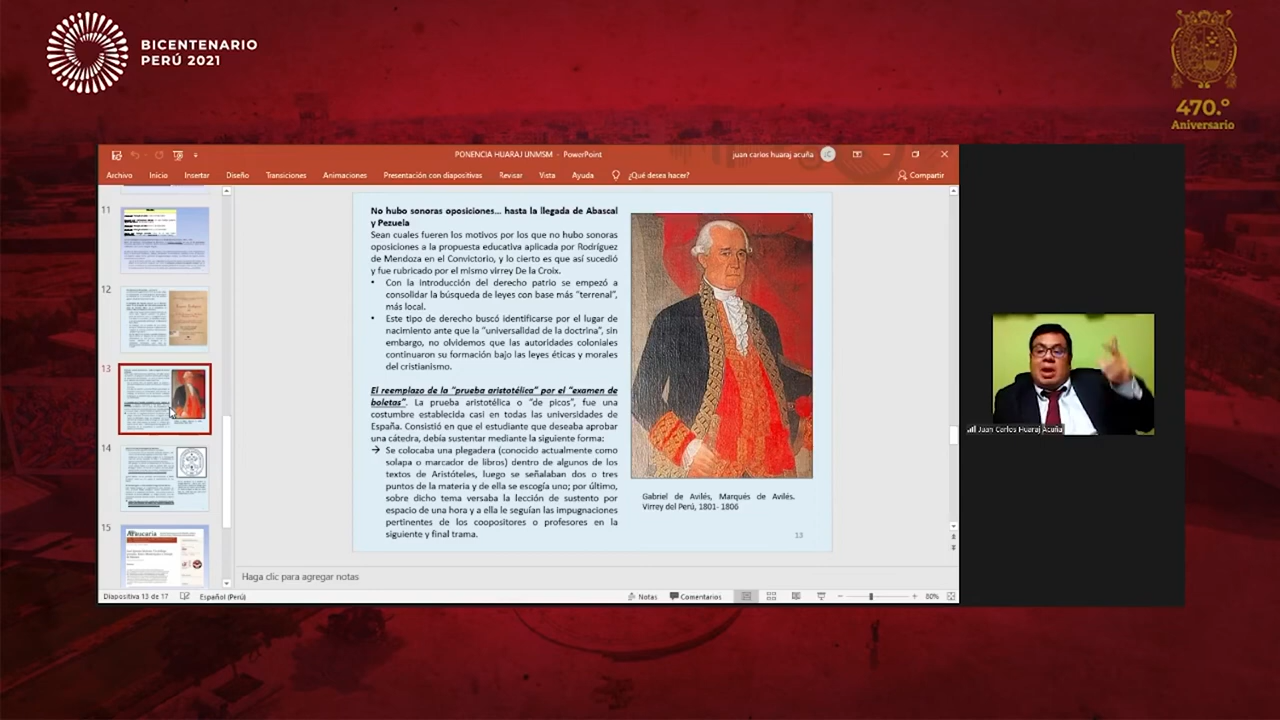 BICENTENARIO
PERÚ 2021
470.º
Aniversario
PONENCIA HUARAJ UNMSM - PowerPoint
juan carlos huaraj acuña
Archivo
Inicio
Insertar
Diseño
Transiciones
Animaciones
Presentación con diapositivas
Revisar
Vista
Ayuda
¿Qué desea hacer?
Compartir
11
12
13
14
15
No hubo sonoras oposiciones... hasta la llegada de Abascal
y Pezuela
Sean cuales fueren los motivos por los que no hubo sonoras
oposiciones a la propuesta educativa aplicada por Rodríguez
de Mendoza en el Convictorio, y lo cierto es que así sucedió
y fue rubricado por el mismo virrey De la Croix.
• Con la introducción del derecho patrio se empezó a
consolidar la búsqueda de leyes con base más “terrenal”,
más local.
• Este tipo de derecho buscó identificarse por el lugar de
nacimiento ante que la “universalidad de la doctrina”, sin
embargo, no olvidemos que las autoridades coloniales
continuaron su formación bajo las leyes éticas y morales
del cristianismo.
El reemplazo de la “prueba aristotélica” por el “examen de
boletas”. La prueba aristotélica o “de picos”, fue una
costumbre establecida casi en todas las universidades de
España. Consistió en que el estudiante que deseaba aprobar
una cátedra, debía sustentar mediante la siguiente forma:
→ Se colocaba una plegadera (conocido actualmente como
solapa o marcador de libros) dentro de algunos de los
textos de Aristóteles, luego se señalaban dos o tres
puntos de la materia y de ella se escogía uno; por último,
sobre dicho tema versaba la lección de sustento por
espacio de una hora y a ella le seguían las impugnaciones
pertinentes de los coopositores o profesores en la
siguiente y final trama.
Gabriel de Avilés, Marqués de Avilés.
Virrey del Perú, 1801- 1806
13
Haga clic para agregar notas
Diapositiva 13 de 17
Español (Perú)
Notas
Comentarios
80%
Juan Carlos Huaraj Acuña